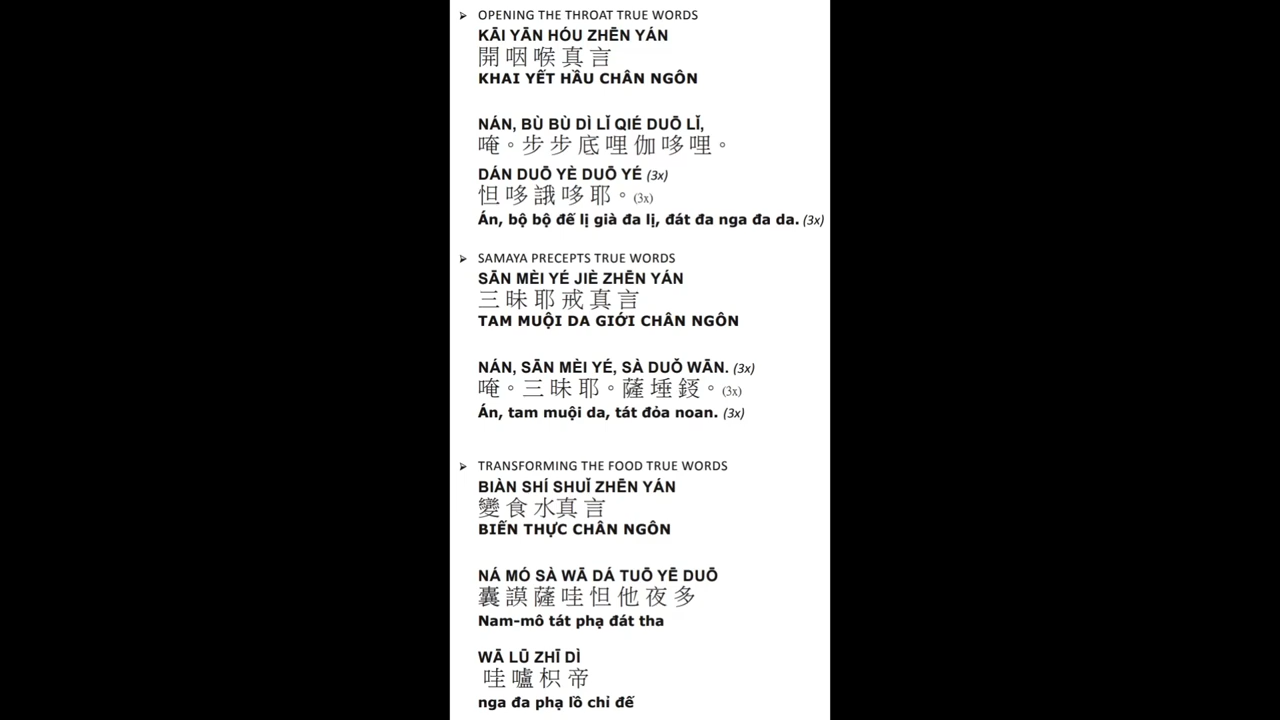 ➢ OPENING THE THROAT TRUE WORDS
KĀI YĀN HÓU ZHĒN YÁN
開咽喉真言
KHAI YẾT HẦU CHÂN NGÔN
NÁN, BÙ BÙ DÌ LǏ QIÉ DUŌ LǏ,
唵。步步底哩伽哆哩。
DÁN DUŌ YÈ DUŌ YÉ (3x)
怛哆誐哆耶。(3x)
Án, bộ bộ đế lị già đa lị, đát đa nga đa da. (3x)
➢ SAMAYA PRECEPTS TRUE WORDS
SĀN MÈI YÉ JIÈ ZHĒN YÁN
三昧耶戒真言
TAM MUỘI DA GIỚI CHÂN NGÔN
NÁN, SĀN MÈI YÉ, SÀ DUǑ WĀN. (3x)
唵。三昧耶。薩埵鋄。(3x)
Án, tam muội da, tát đỏa noan. (3x)
➢ TRANSFORMING THE FOOD TRUE WORDS
BIÀN SHÍ SHUǏ ZHĒN YÁN
變食水真言
BIẾN THỰC CHÂN NGÔN
NÁ MÓ SÀ WĀ DÁ TUŌ YĒ DUŌ
囊謨薩哇怛他夜多
Nam-mô tát phạ đát tha
WĀ LŪ ZHĪ DÌ
哇嚧枳帝
nga đa phạ lồ chỉ đế